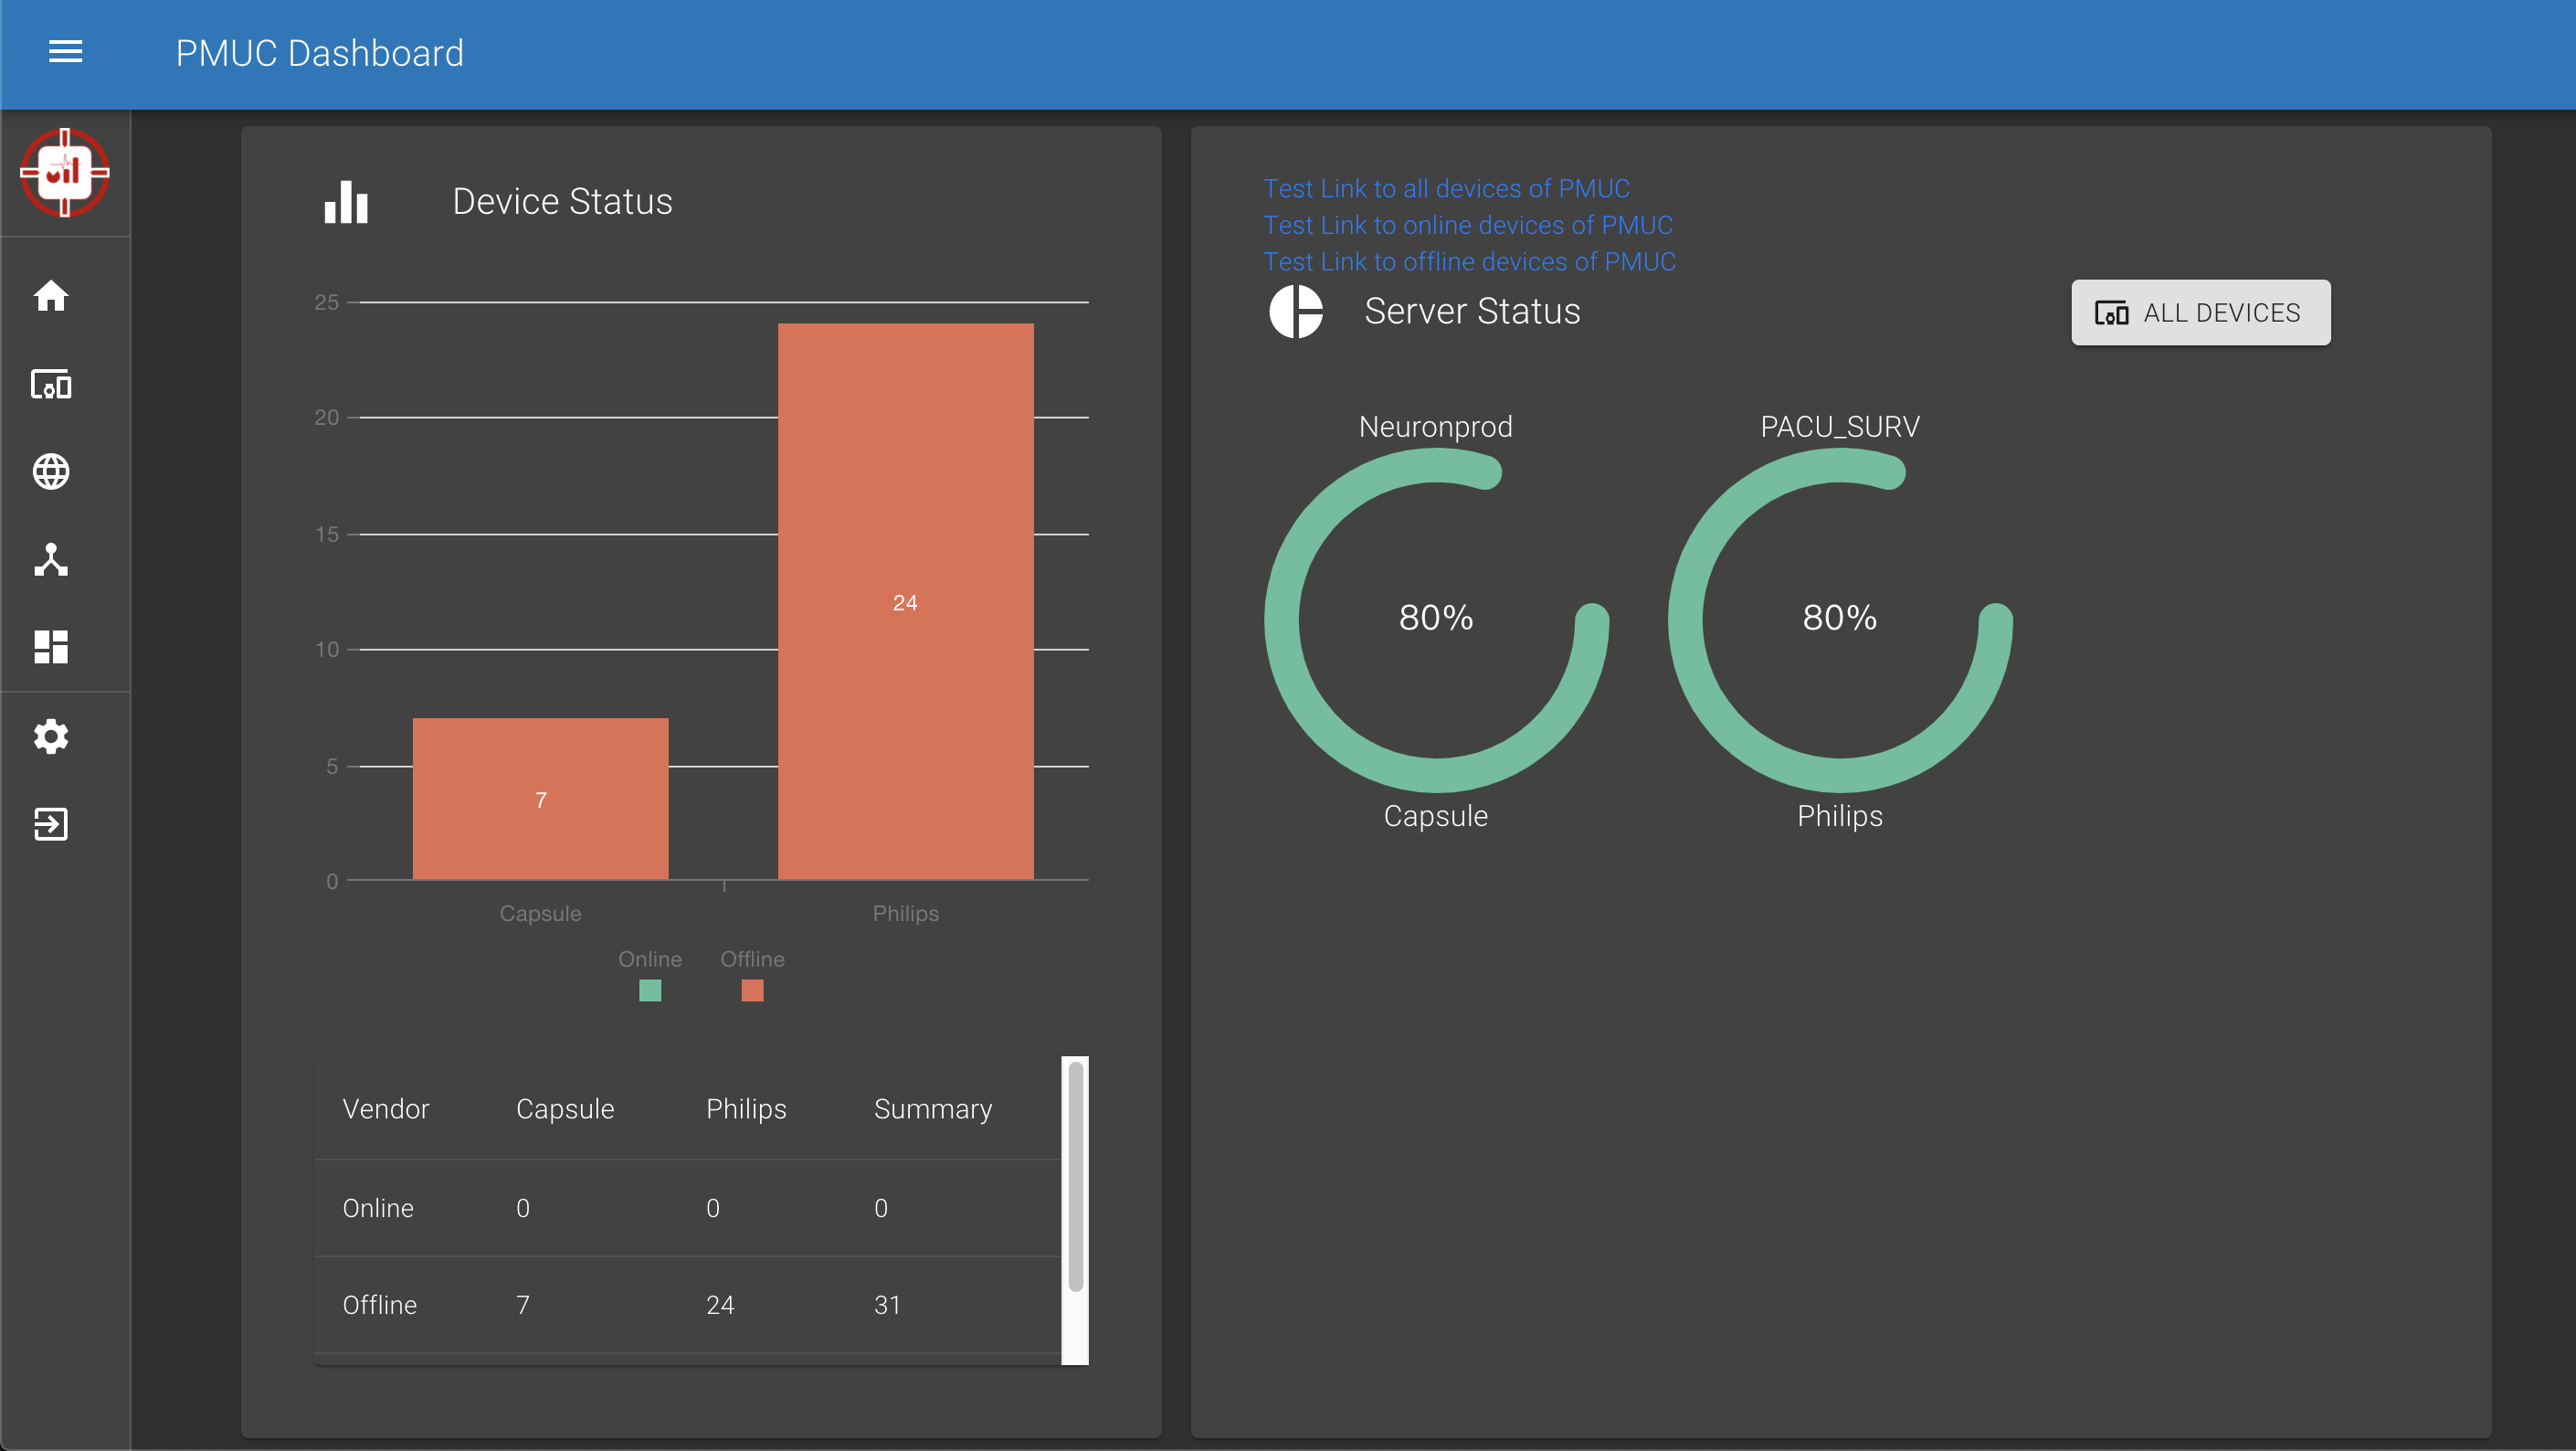 PMUC Dashboard
Device Status
25
20
15
10
5
0
24
7
Capsule Philips
Online Offline
Vendor Capsule Philips Summary
Online 0 0 0
Offline 7 24 31
Test Link to all devices of PMUC
Test Link to online devices of PMUC
Test Link to offline devices of PMUC
Server Status
ALL DEVICES
Neuronprod PACU_SURV
80% 80%
Capsule Philips